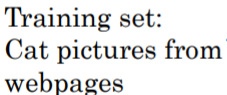 Training set:
Cat pictures from
webpages